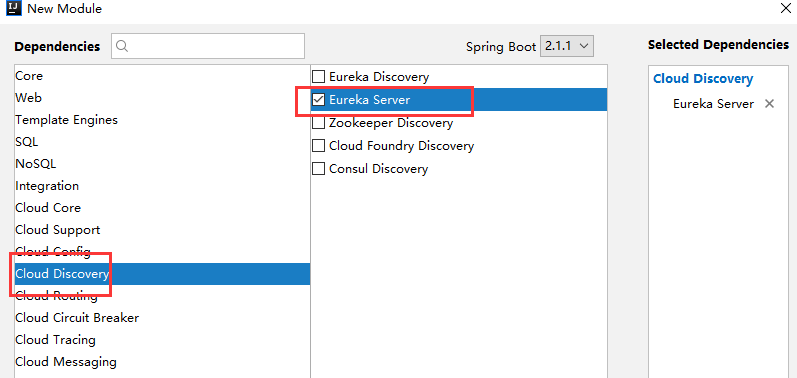 IJ
New Module
Dependencies
Spring Boot 2.1.1
Selected Dependencies
Core
Web
Template Engines
SQL
NoSQL
Integration
Cloud Core
Cloud Support
Cloud Config
Cloud Discovery
Cloud Routing
Cloud Circuit Breaker
Cloud Tracing
Cloud Messaging
Eureka Discovery
Eureka Server
Zookeeper Discovery
Cloud Foundry Discovery
Consul Discovery
Cloud Discovery
Eureka Server